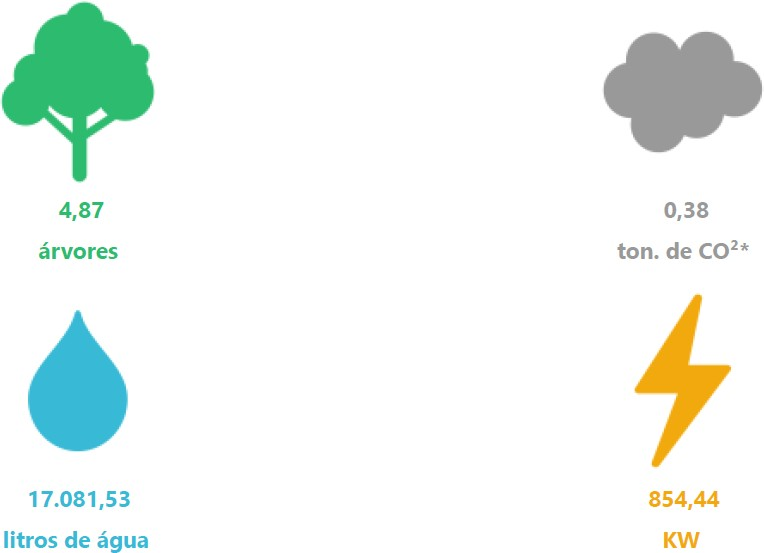 4,87
árvores
0,38
ton. de CO²*
17.081,53
litros de água
854,44
KW